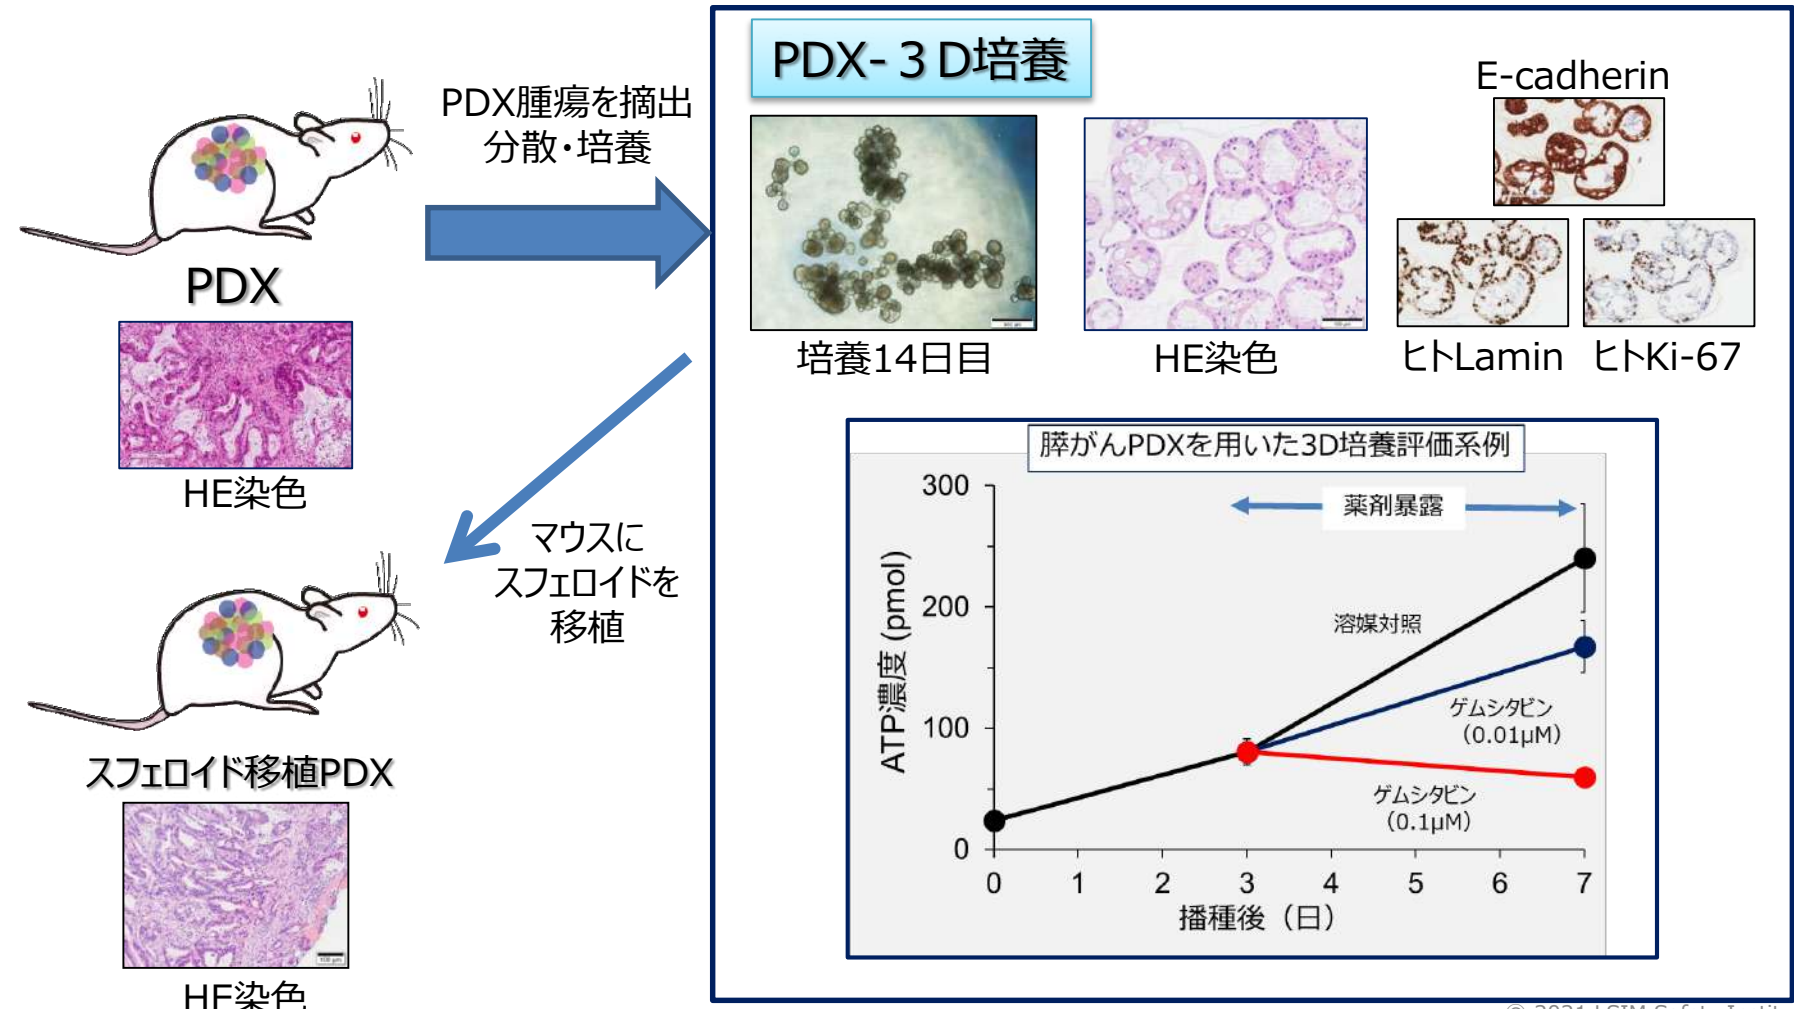 PDX-３D培養
E-cadherin
PDX腫瘍を摘出
分散・培養
PDX
培養14日目
HE染色
ヒトLamin
ヒトKi-67
HE染色
マウスに
スフェロイドを
移植
スフェロイド移植PDX
HE染色
膵がんPDXを用いた3D培養評価系例
薬剤暴露
300
200
100
0
ATP濃度 (pmol)
溶媒対照
ゲムシタビン
（0.01μM）
ゲムシタビン
（0.1μM）
0 1 2 3 4 5 6 7
播種後（日）